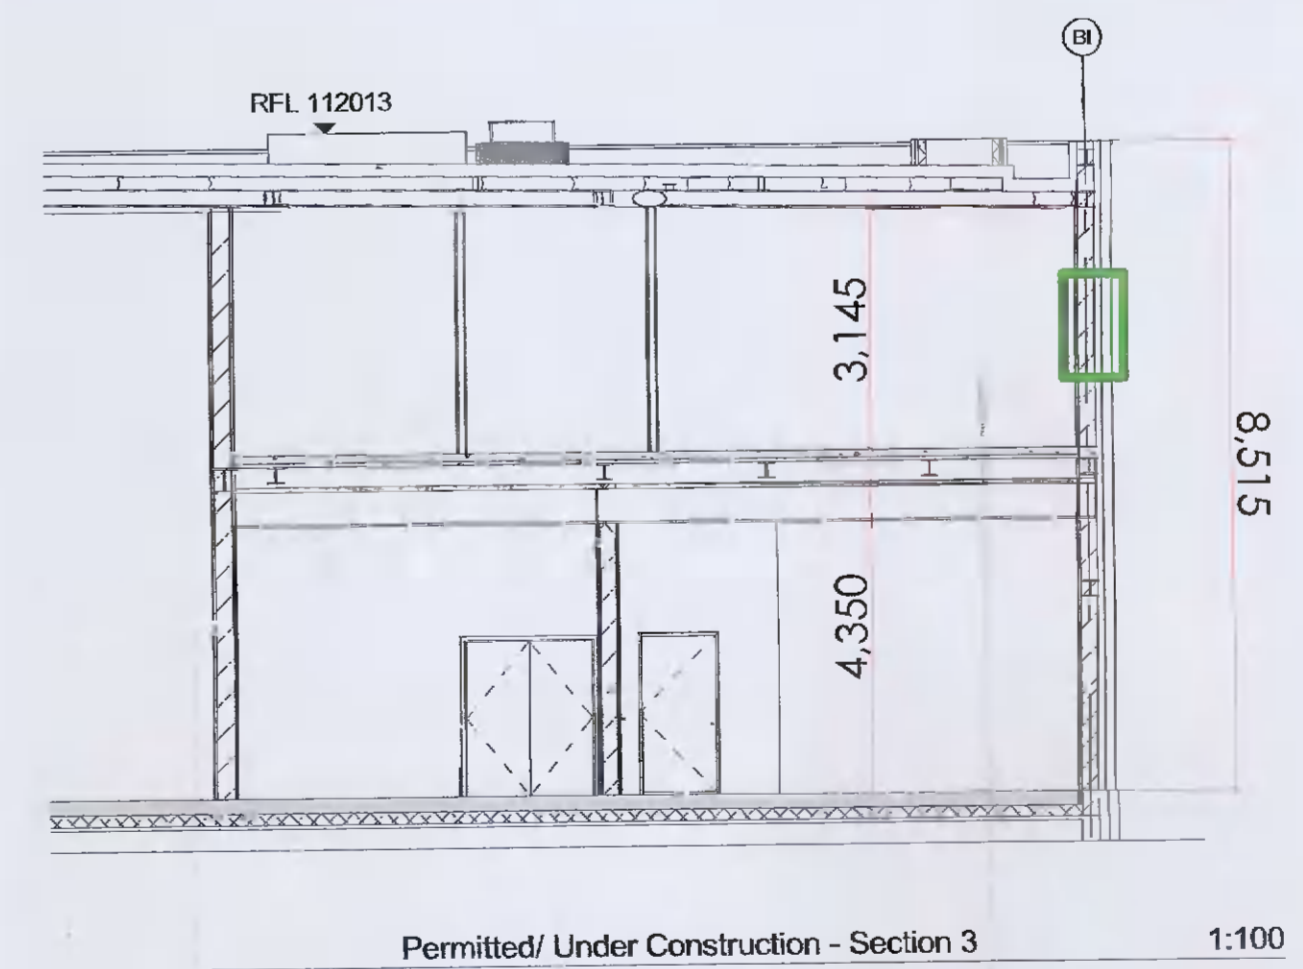 BI
RFL 112013
3,145
8,515
4,350
Permitted/ Under Construction - Section 3
1:100